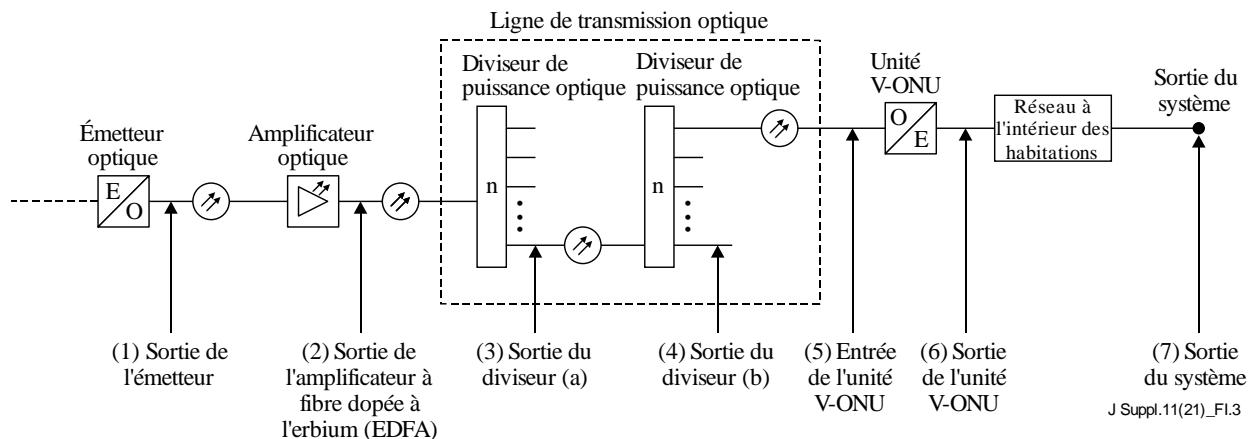 Ligne de transmission optique
Diviseur de
puissance optique
Diviseur de
puissance optique
Unité
V-ONU
Sortie du
système
Émetteur
optique
Amplificateur
optique
E
O
n
n
O
E
Réseau à
l'intérieur des
habitations
(1) Sortie de
l'émetteur
(2) Sortie de
l'amplificateur à
fibre dopée à
l'erbium (EDFA)
(3) Sortie du
diviseur (a)
(4) Sortie du
diviseur (b)
(5) Entrée
de l'unité
V-ONU
(6) Sortie
de l'unité
V-ONU
(7) Sortie
du système
J Suppl.11(21)_FI.3